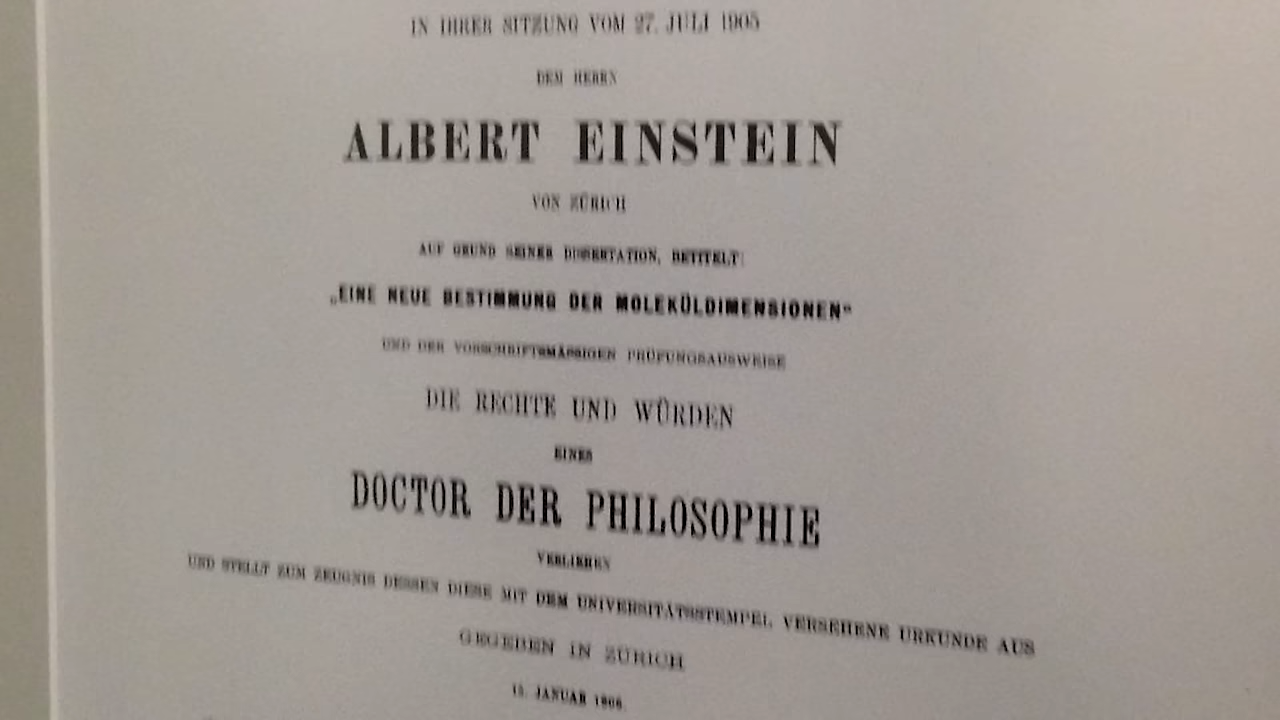 IN IHRER SITZUNG VOM 27. JULI 1905
DEM HERRN
ALBERT EINSTEIN
VON ZÜRICH
AUF GRUND SEINER DISSERTATION, BETITELT:
„EINE NEUE BESTIMMUNG DER MOLEKÜLDIMENSIONEN“
UND DER VORSCHRIFTSMÄSSIGEN PRÜFUNGSAUSWEISE
DIE RECHTE UND WÜRDEN
EINES
DOCTOR DER PHILOSOPHIE
VERLIEHEN
UND STELLT ZUM ZEUGNIS DESSEN DIESE MIT DEM UNIVERSITÄTSSTEMPEL VERSEHENE URKUNDE AUS
GEGEBEN IN ZÜRICH
JANUAR 1906.